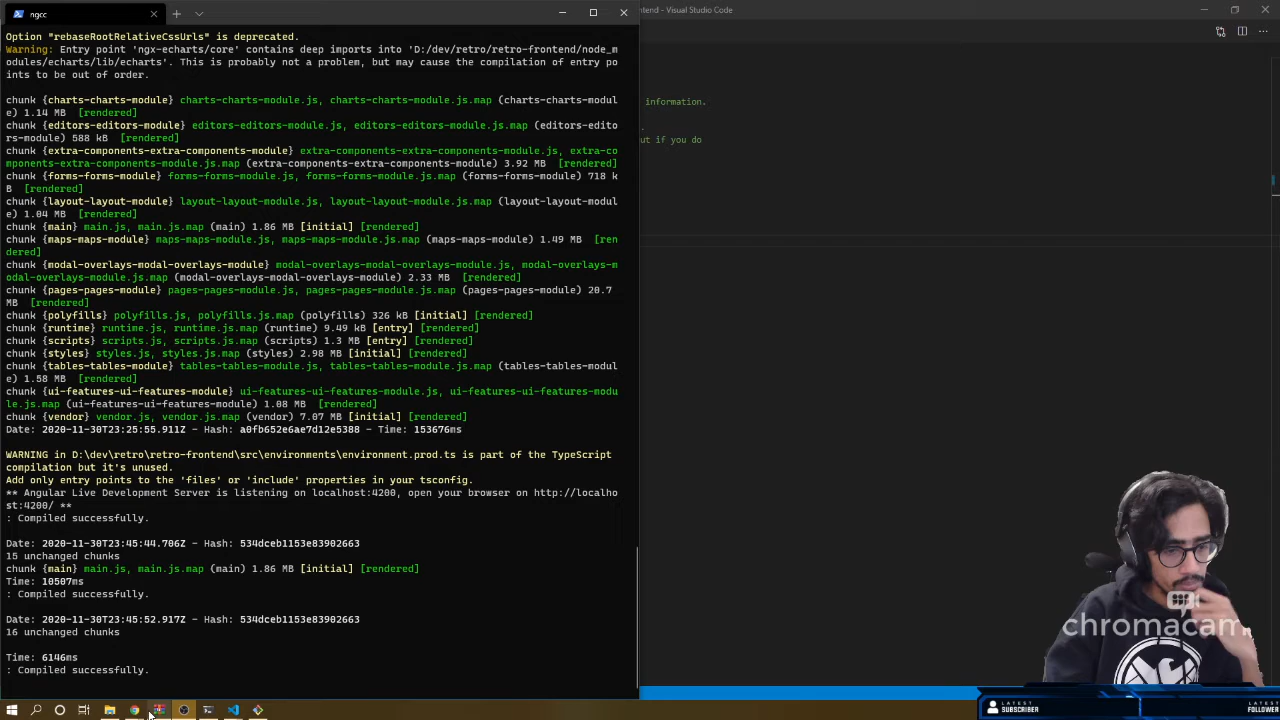 ngcc
frontend - Visual Studio Code
Option "rebaseRootRelativeCssUrls" is deprecated.
Warning: Entry point 'ngx-echarts/core' contains deep imports into 'D:/dev/retro/retro-frontend/node_m
odules/echarts/lib/echarts'. This is probably not a problem, but may cause the compilation of entry po
ints to be out of order.
chunk {charts-charts-module} charts-charts-module.js, charts-charts-module.js.map (charts-charts-modul
e) 1.14 MB  [rendered]
chunk {editors-editors-module} editors-editors-module.js, editors-editors-module.js.map (editors-edito
rs-module) 588 kB  [rendered]
chunk {extra-components-extra-components-module} extra-components-extra-components-module.js, extra-co
mponents-extra-components-module.js.map (extra-components-extra-components-module) 3.92 MB  [rendered]
chunk {forms-forms-module} forms-forms-module.js, forms-forms-module.js.map (forms-forms-module) 718 k
B  [rendered]
chunk {layout-layout-module} layout-layout-module.js, layout-layout-module.js.map (layout-layout-modul
e) 1.04 MB  [rendered]
chunk {main} main.js, main.js.map (main) 1.86 MB [initial] [rendered]
chunk {maps-maps-module} maps-maps-module.js, maps-maps-module.js.map (maps-maps-module) 1.49 MB  [ren
dered]
chunk {modal-overlays-modal-overlays-module} modal-overlays-modal-overlays-module.js, modal-overlays-m
odal-overlays-module.js.map (modal-overlays-modal-overlays-module) 2.33 MB  [rendered]
chunk {pages-pages-module} pages-pages-module.js, pages-pages-module.js.map (pages-pages-module) 20.7
MB  [rendered]
chunk {polyfills} polyfills.js, polyfills.js.map (polyfills) 326 kB [initial] [rendered]
chunk {runtime} runtime.js, runtime.js.map (runtime) 9.49 kB [entry] [rendered]
chunk {scripts} scripts.js, scripts.js.map (scripts) 1.3 MB [entry] [rendered]
chunk {styles} styles.js, styles.js.map (styles) 2.98 MB [initial] [rendered]
chunk {tables-tables-module} tables-tables-module.js, tables-tables-module.js.map (tables-tables-modul
e) 1.58 MB  [rendered]
chunk {ui-features-ui-features-module} ui-features-ui-features-module.js, ui-features-ui-features-modu
le.js.map (ui-features-ui-features-module) 1.08 MB  [rendered]
chunk {vendor} vendor.js, vendor.js.map (vendor) 7.07 MB [initial] [rendered]
Date: 2020-11-30T23:25:55.911Z - Hash: a0fb652e6ae7d12e5388 - Time: 153676ms
WARNING in D:\dev\retro\retro-frontend\src\environments\environment.prod.ts is part of the TypeScript
compilation but it's unused.
Add only entry points to the 'files' or 'include' properties in your tsconfig.
** Angular Live Development Server is listening on localhost:4200, open your browser on http://localho
st:4200/ **
: Compiled successfully.
Date: 2020-11-30T23:45:44.706Z - Hash: 534dceb1153e83902663
15 unchanged chunks
chunk {main} main.js, main.js.map (main) 1.86 MB [initial] [rendered]
Time: 10507ms
: Compiled successfully.
Date: 2020-11-30T23:45:52.917Z - Hash: 534dceb1153e83902663
16 unchanged chunks
Time: 6146ms
: Compiled successfully.
information.
ut if you do
chromacam
LATEST
SUBSCRIBER
LATEST
FOLLOWER